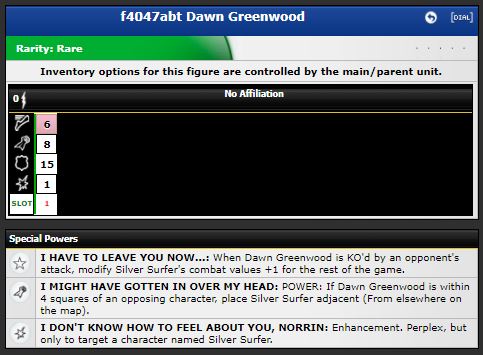 f4047abt Dawn Greenwood
[DIAL]
Rarity: Rare
Inventory options for this figure are controlled by the main/parent unit.
0 No Affiliation
6
8
15
1
SLOT 1
Special Powers
I HAVE TO LEAVE YOU NOW...: When Dawn Greenwood is KO'd by an opponent's
attack, modify Silver Surfer's combat values +1 for the rest of the game.
I MIGHT HAVE GOTTEN IN OVER MY HEAD: POWER: If Dawn Greenwood is within
4 squares of an opposing character, place Silver Surfer adjacent (From elsewhere on
the map).
I DON'T KNOW HOW TO FEEL ABOUT YOU, NORRIN: Enhancement. Perplex, but
only to target a character named Silver Surfer.